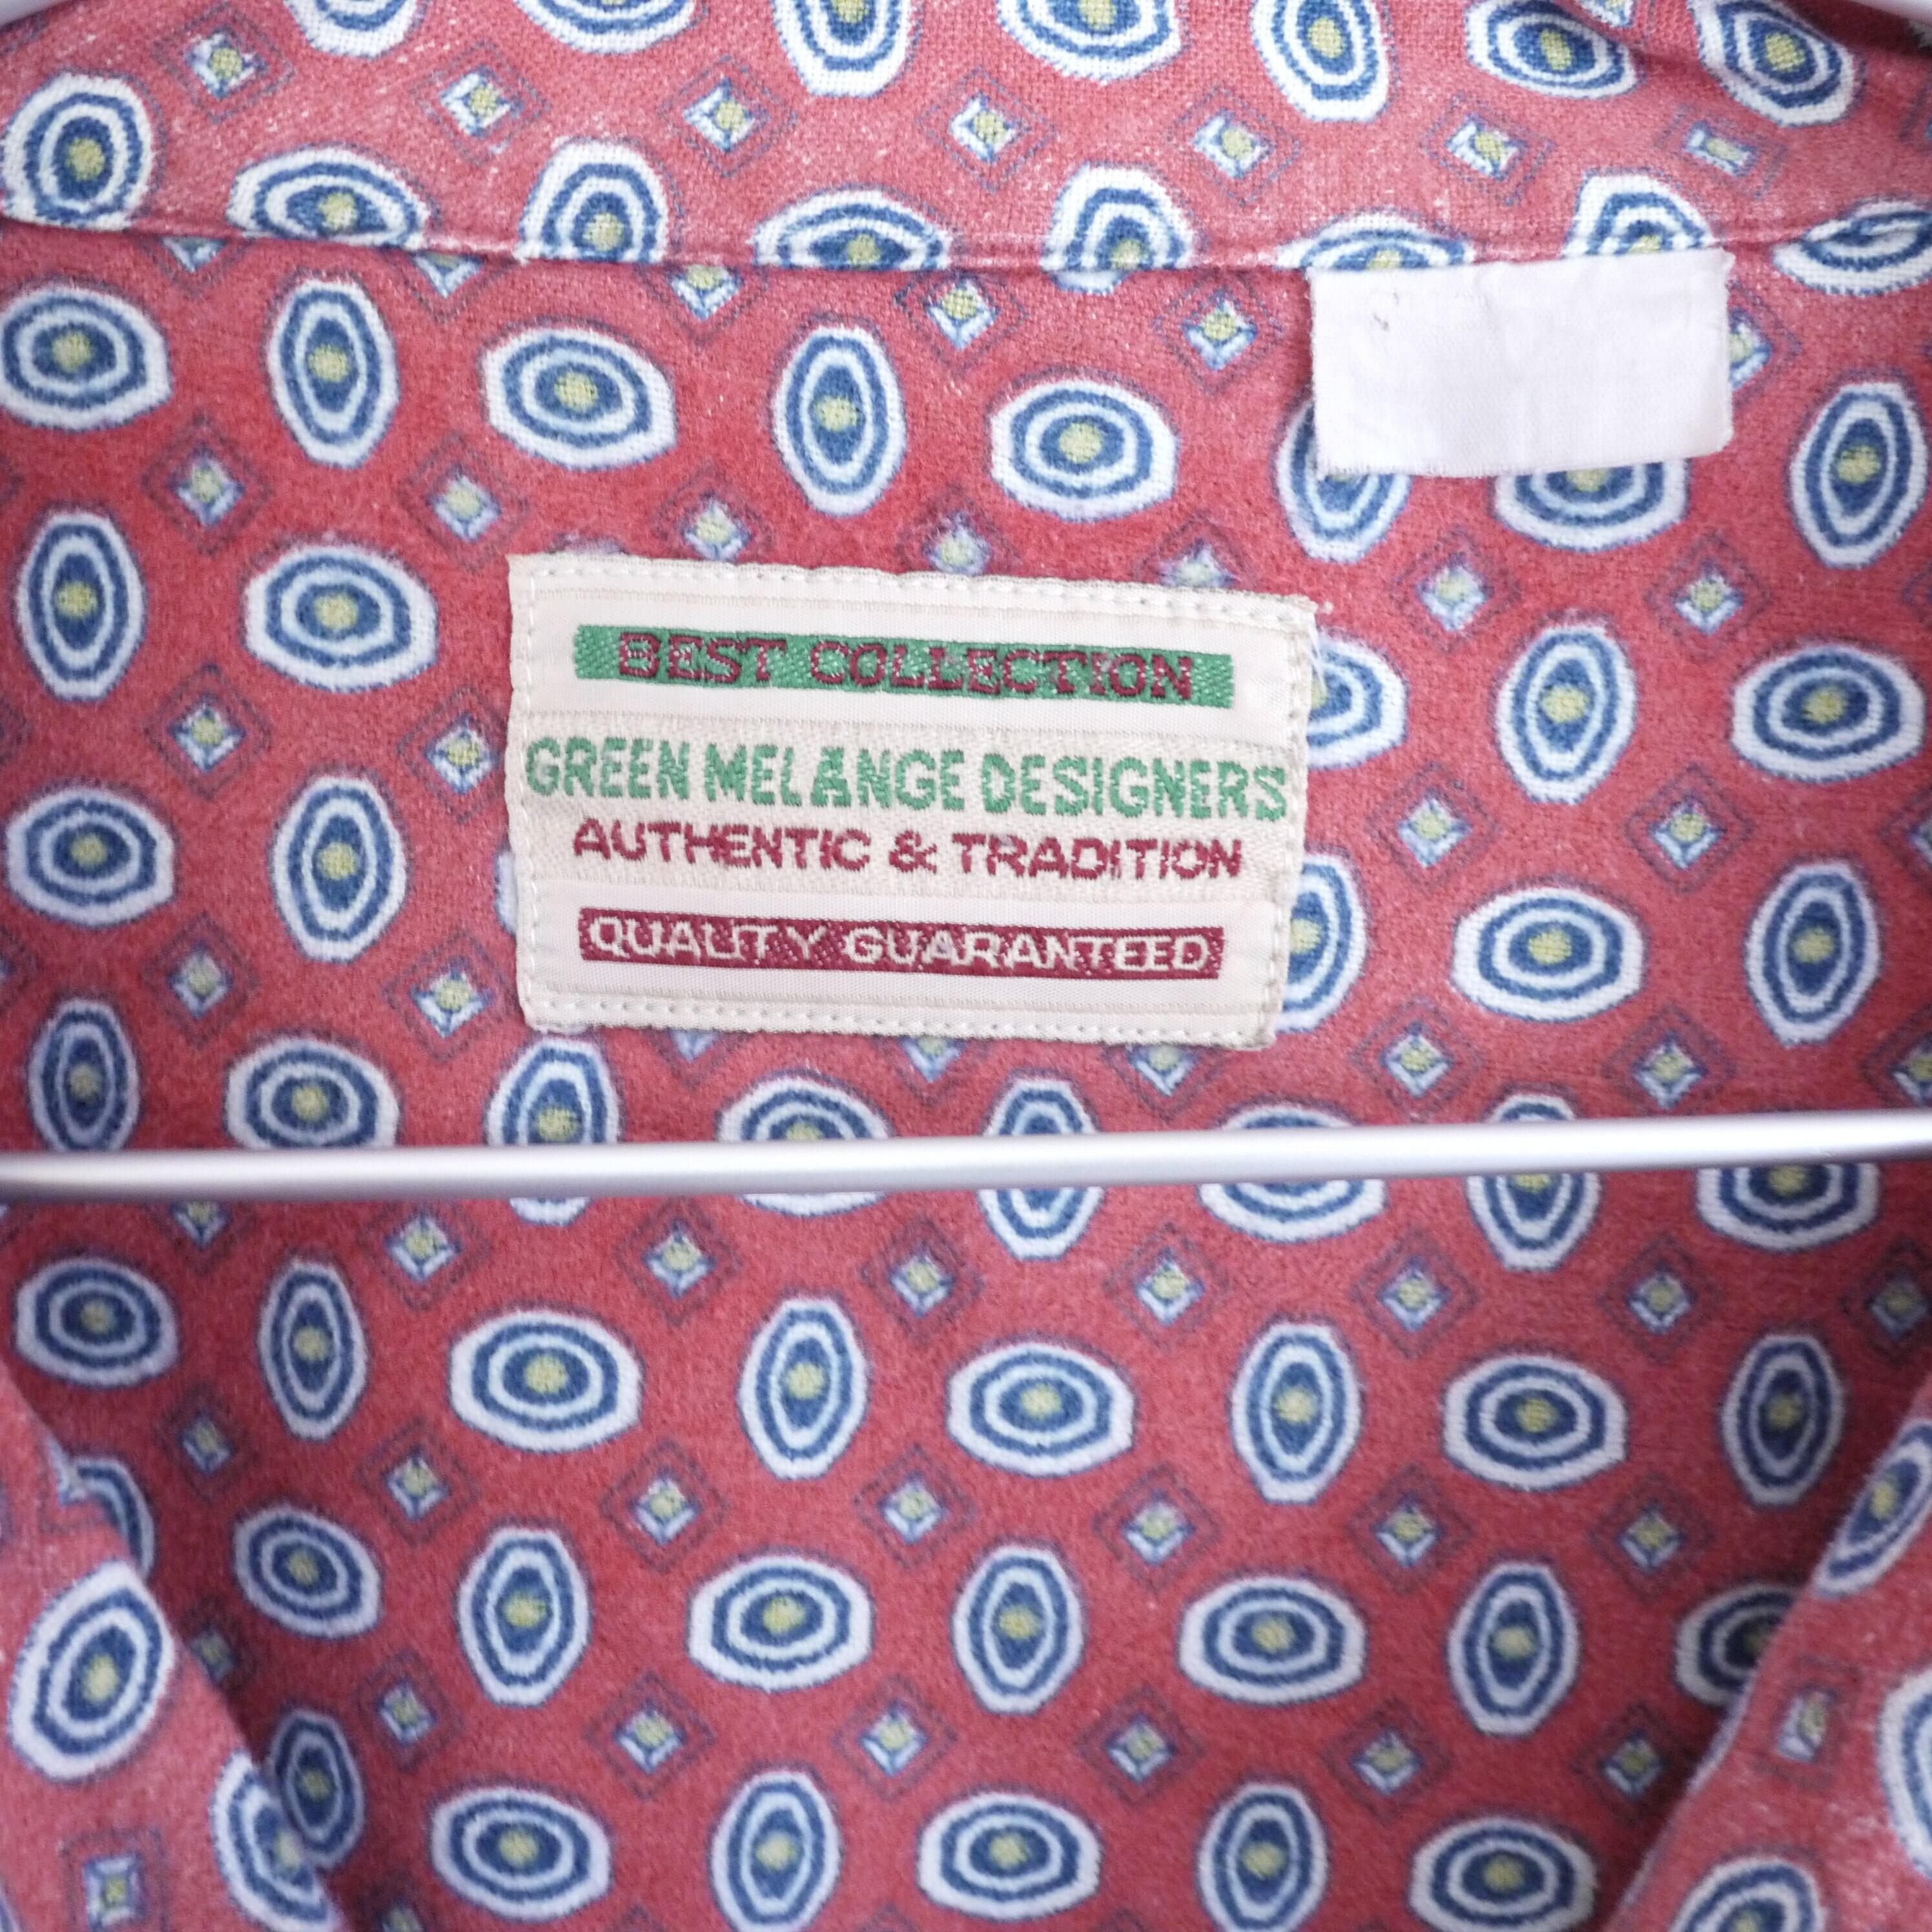 BEST COLLECTION
GREEN MELANGE DESIGNERS
AUTHENTIC & TRADITION
QUALITY GUARANTEED